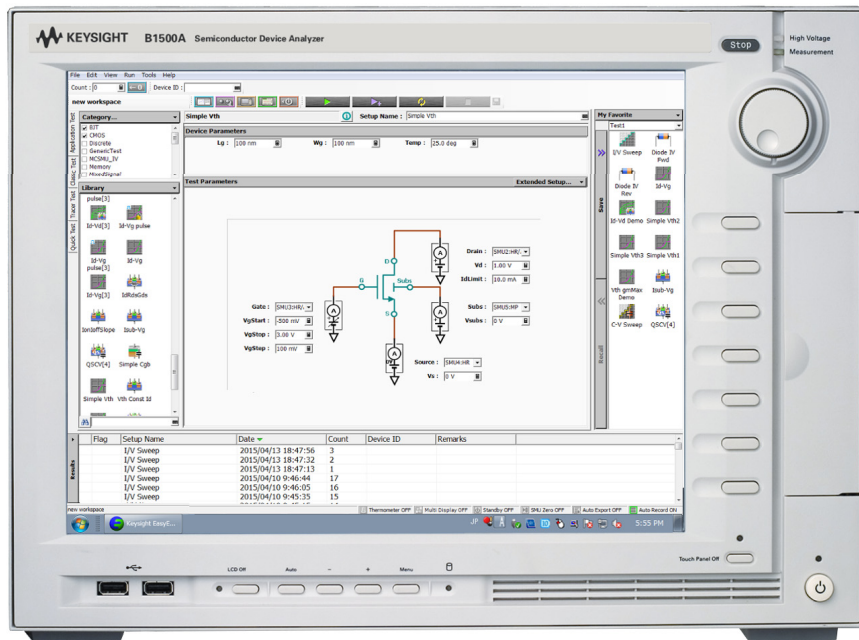 KEYSIGHT B1500A Semiconductor Device Analyzer
Stop
High Voltage
Measurement
File Edit View Run Tools Help
Count : 0 Device ID :
new workspace
Simple Vth Setup Name : Simple Vth
Category...
BJT
CMOS
Discrete
GenericTest
MCSMU_IV
Memory
MixedSignal
Application Test
Classic Test
Tracer Test
Quick Test
Library
pulse[3]
Id-Vd[3] Id-Vg pulse
Id-Vg pulse[3] Id-Vg
Id-Vg[3] IdRdsGds
IonIoffSlope Isub-Vg
QSCV[4] Simple Cgb
Simple Vth Vth Const Id
Device Parameters
Lg : 100 nm Wg : 100 nm Temp : 25.0 deg
Test Parameters Extended Setup...
Drain : SMU2:HR/.
Vd : 1.00 V
IdLimit : 10.0 mA
D
G
Subs
S
A
A
A
A
Gate : SMU3:HR/.
VgStart : -500 mV
VgStop : 3.00 V
VgStep : 100 mV
Subs : SMU5:MP
Vsubs : 0 V
Source : SMU4:HR
Vs : 0 V
My Favorite
Test1
Save
Recall
I/V Sweep Diode IV Fwd
Diode IV Rev Id-Vg
Id-Vd Demo Simple Vth2
Simple Vth3 Simple Vth1
Vth gmMax Demo Isub-Vg
C-V Sweep QSCV[4]
Results
Flag Setup Name Date Count Device ID Remarks
I/V Sweep 2015/04/13 18:47:56 3
I/V Sweep 2015/04/13 18:47:32 2
I/V Sweep 2015/04/13 18:47:13 1
I/V Sweep 2015/04/10 9:46:44 17
I/V Sweep 2015/04/10 9:46:05 16
I/V Sweep 2015/04/10 9:45:35 15
new workspace Thermometer OFF Multi Display OFF Standby OFF SMU Zero OFF Auto Export OFF Auto Record ON
Keysight EasyE... JP 5:55 PM
Touch Panel Off
LCD Off Auto - + Menu